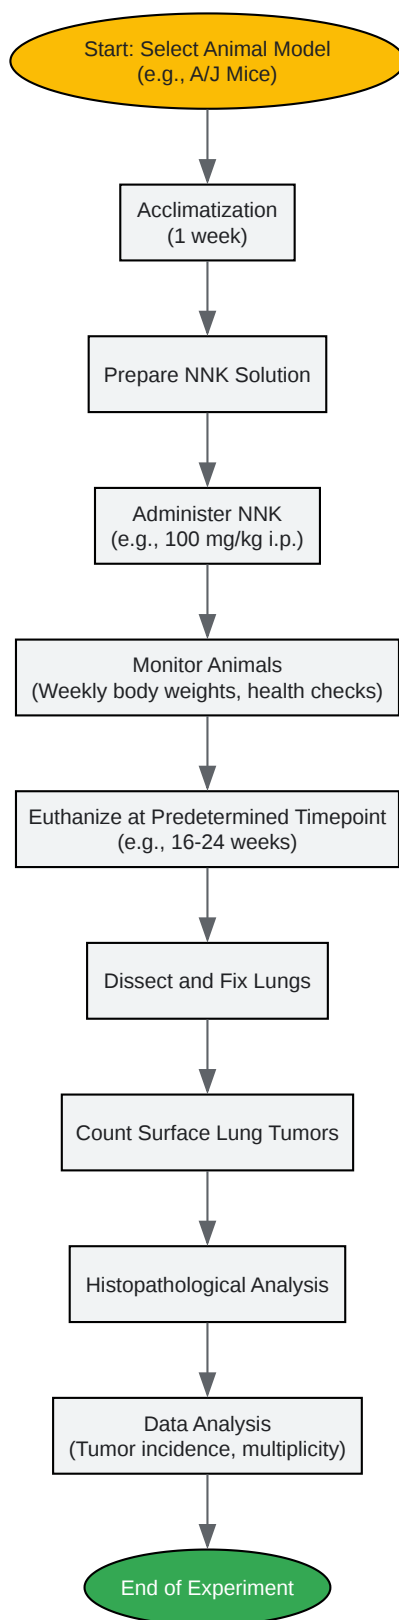 Start: Select Animal Model
(e.g., A/J Mice)
Acclimatization
(1 week)
Prepare NNK Solution
Administer NNK
(e.g., 100 mg/kg i.p.)
Monitor Animals
(Weekly body weights, health checks)
Euthanize at Predetermined Timepoint
(e.g., 16-24 weeks)
Dissect and Fix Lungs
Count Surface Lung Tumors
Histopathological Analysis
Data Analysis
(Tumor incidence, multiplicity)
End of Experiment